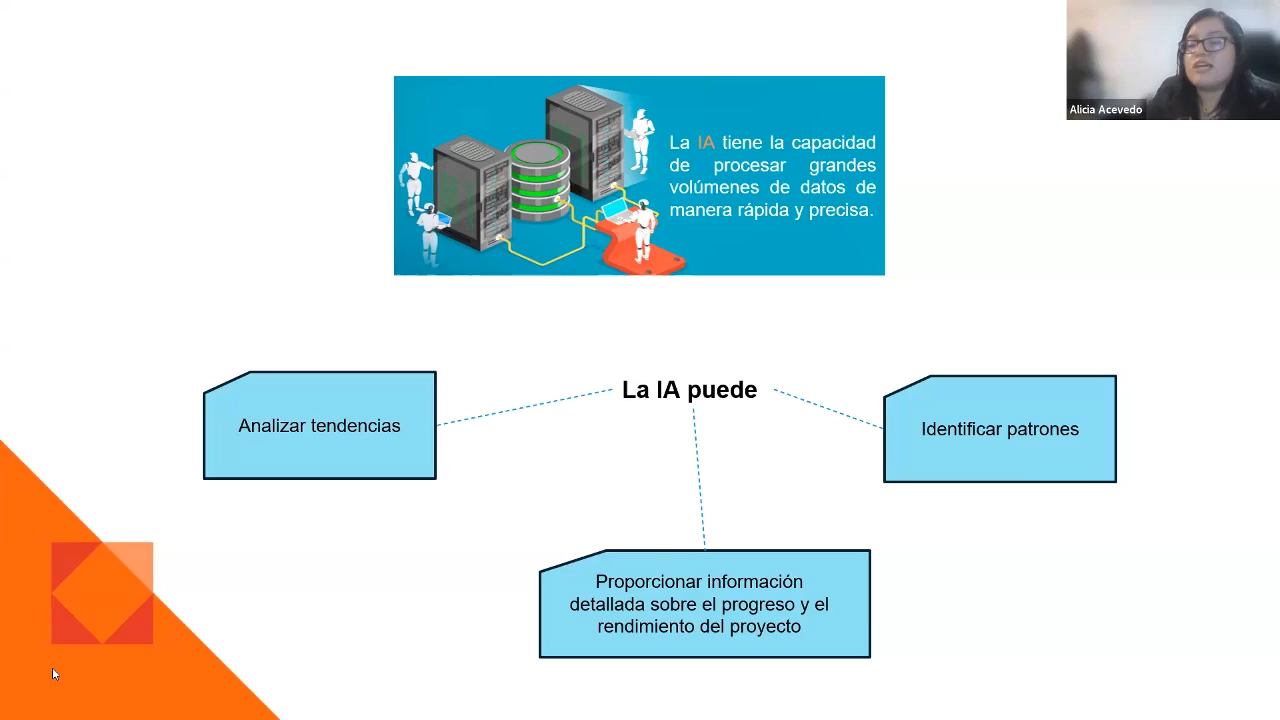 Alicia Acevedo
La IA tiene la capacidad
de procesar grandes
volúmenes de datos de
manera rápida y precisa.
La IA puede
Analizar tendencias
Identificar patrones
Proporcionar información
detallada sobre el progreso y el
rendimiento del proyecto